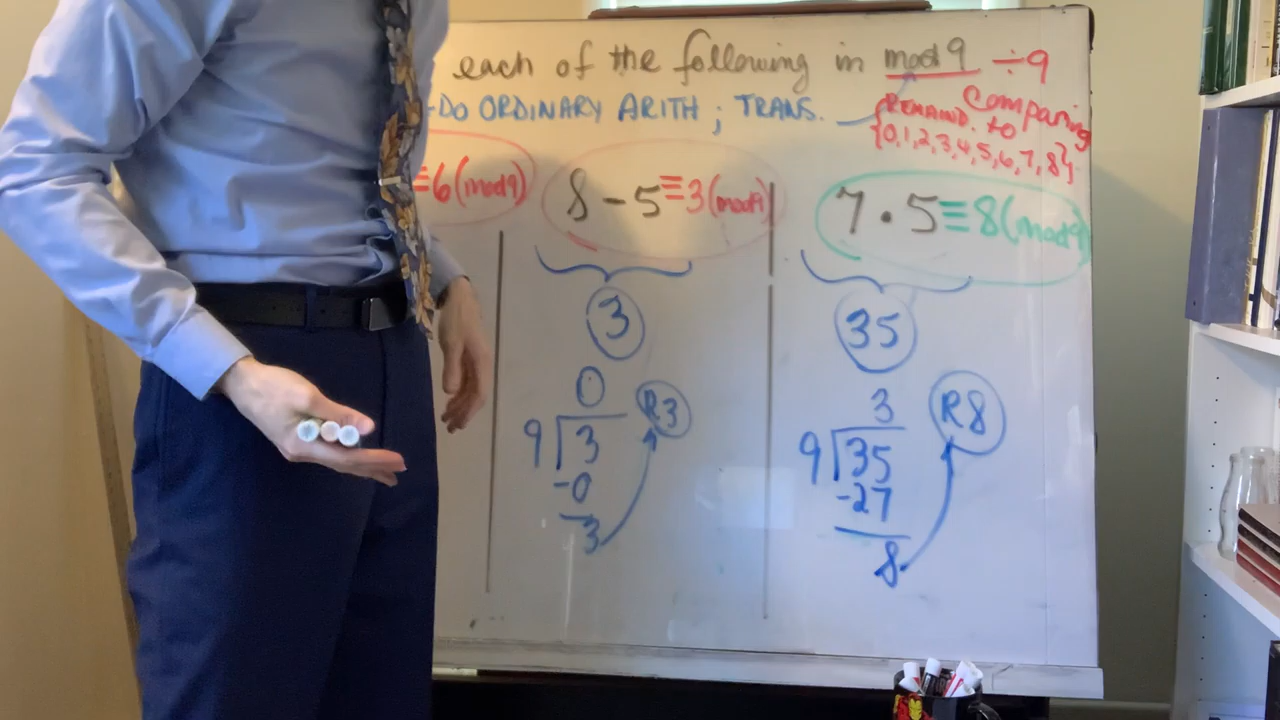 each of the following in mod 9 ÷9
-DO ORDINARY ARITH ; TRANS.
REMAIND. Comparing to
{0,1,2,3,4,5,6,7,8}
≡6(mod9)
8-5≡3(mod9)
3
0 R3
9 3
-0
3
7·5≡8(mod9)
35
3 R8
9 35
-27
8